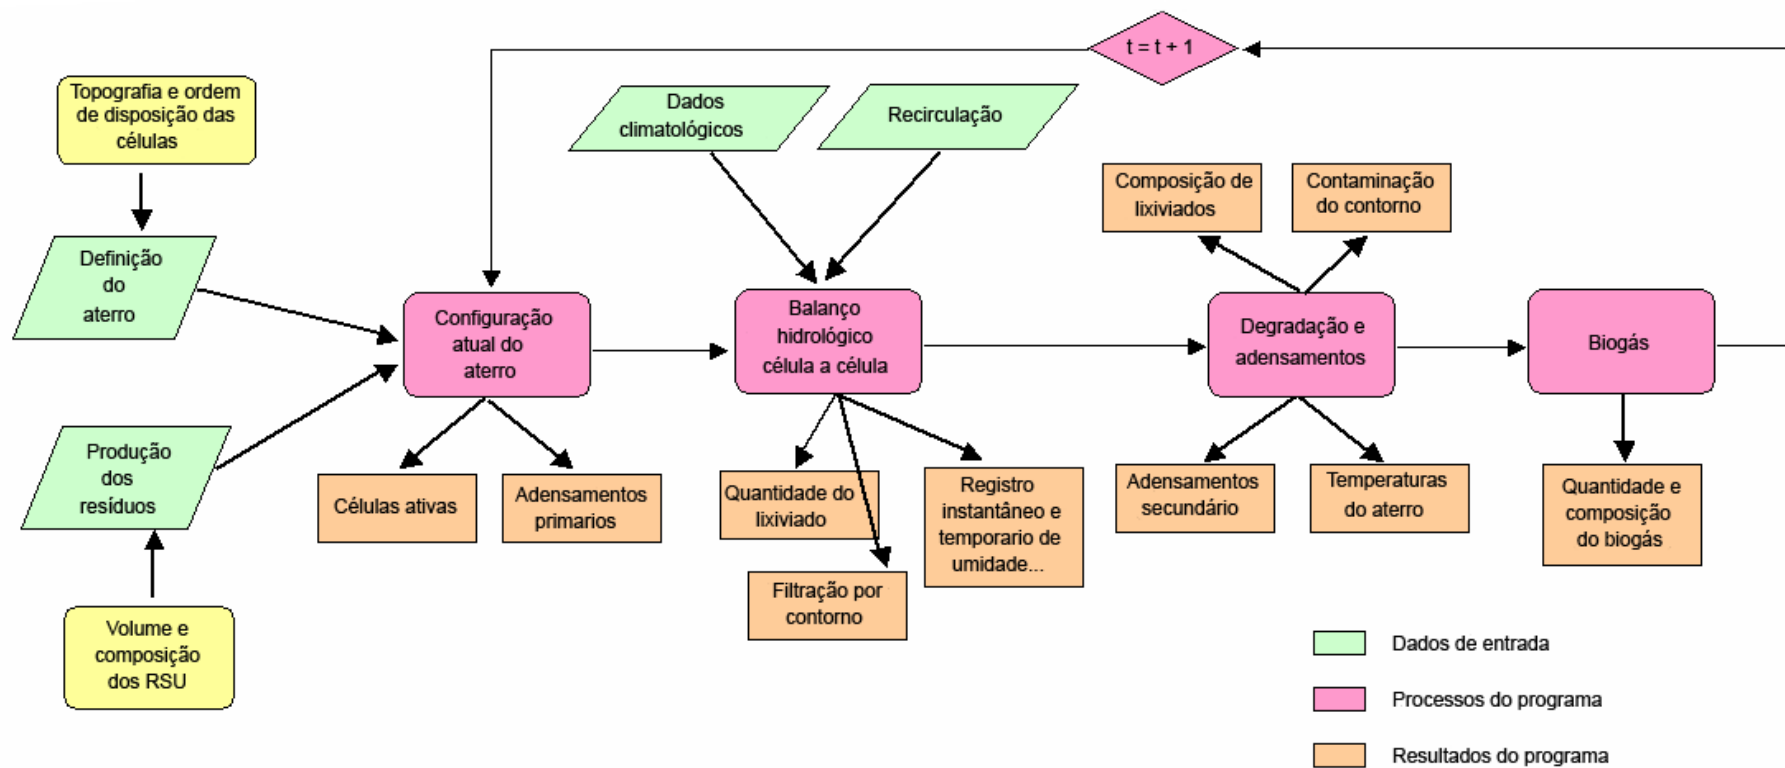 t = t + 1
Topografia e ordem
de disposição das
células
Dados
climatológicos
Recirculação
Composição de
lixiviados
Contaminação
do contorno
Definição
do
aterro
Configuração
atual do
aterro
Balanço
hidrológico
célula a célula
Degradação e
adensamentos
Biogás
Produção
dos
resíduos
Células ativas
Adensamentos
primarios
Quantidade do
lixiviado
Registro
instantâneo e
temporario de
umidade...
Filtração por
contorno
Adensamentos
secundário
Temperaturas
do aterro
Quantidade e
composição
do biogás
Volume e
composição
dos RSU
Dados de entrada
Processos do programa
Resultados do programa